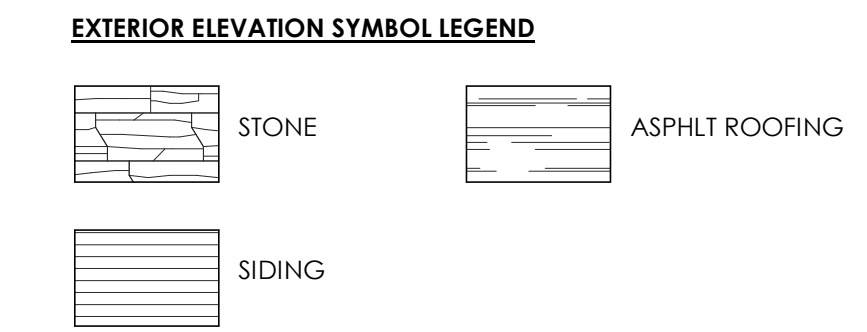 EXTERIOR ELEVATION SYMBOL LEGEND
STONE
ASPHLT ROOFING
SIDING